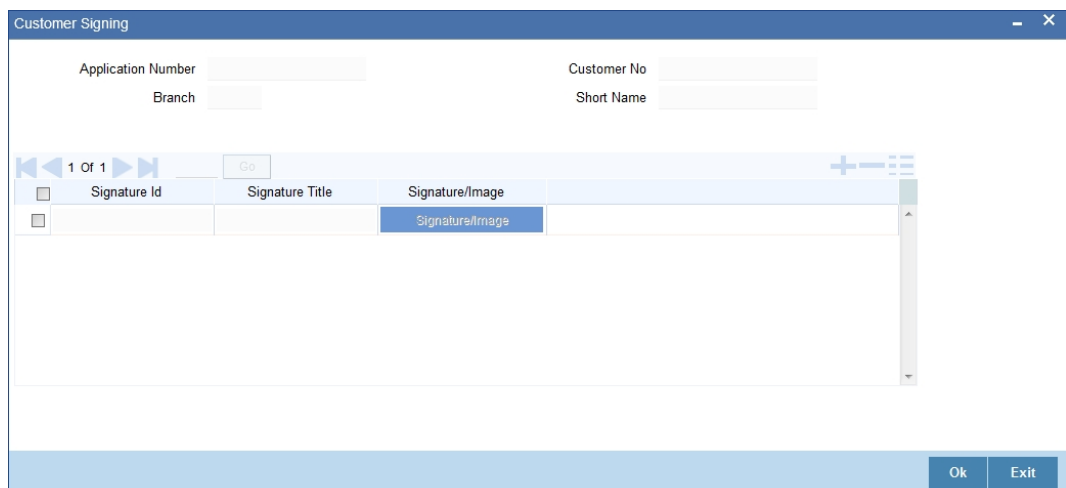 Customer Signing
Application Number
Customer No
Branch
Short Name
1 Of 1
Go
Signature Id
Signature Title
Signature/Image
Signature/Image
Ok
Exit